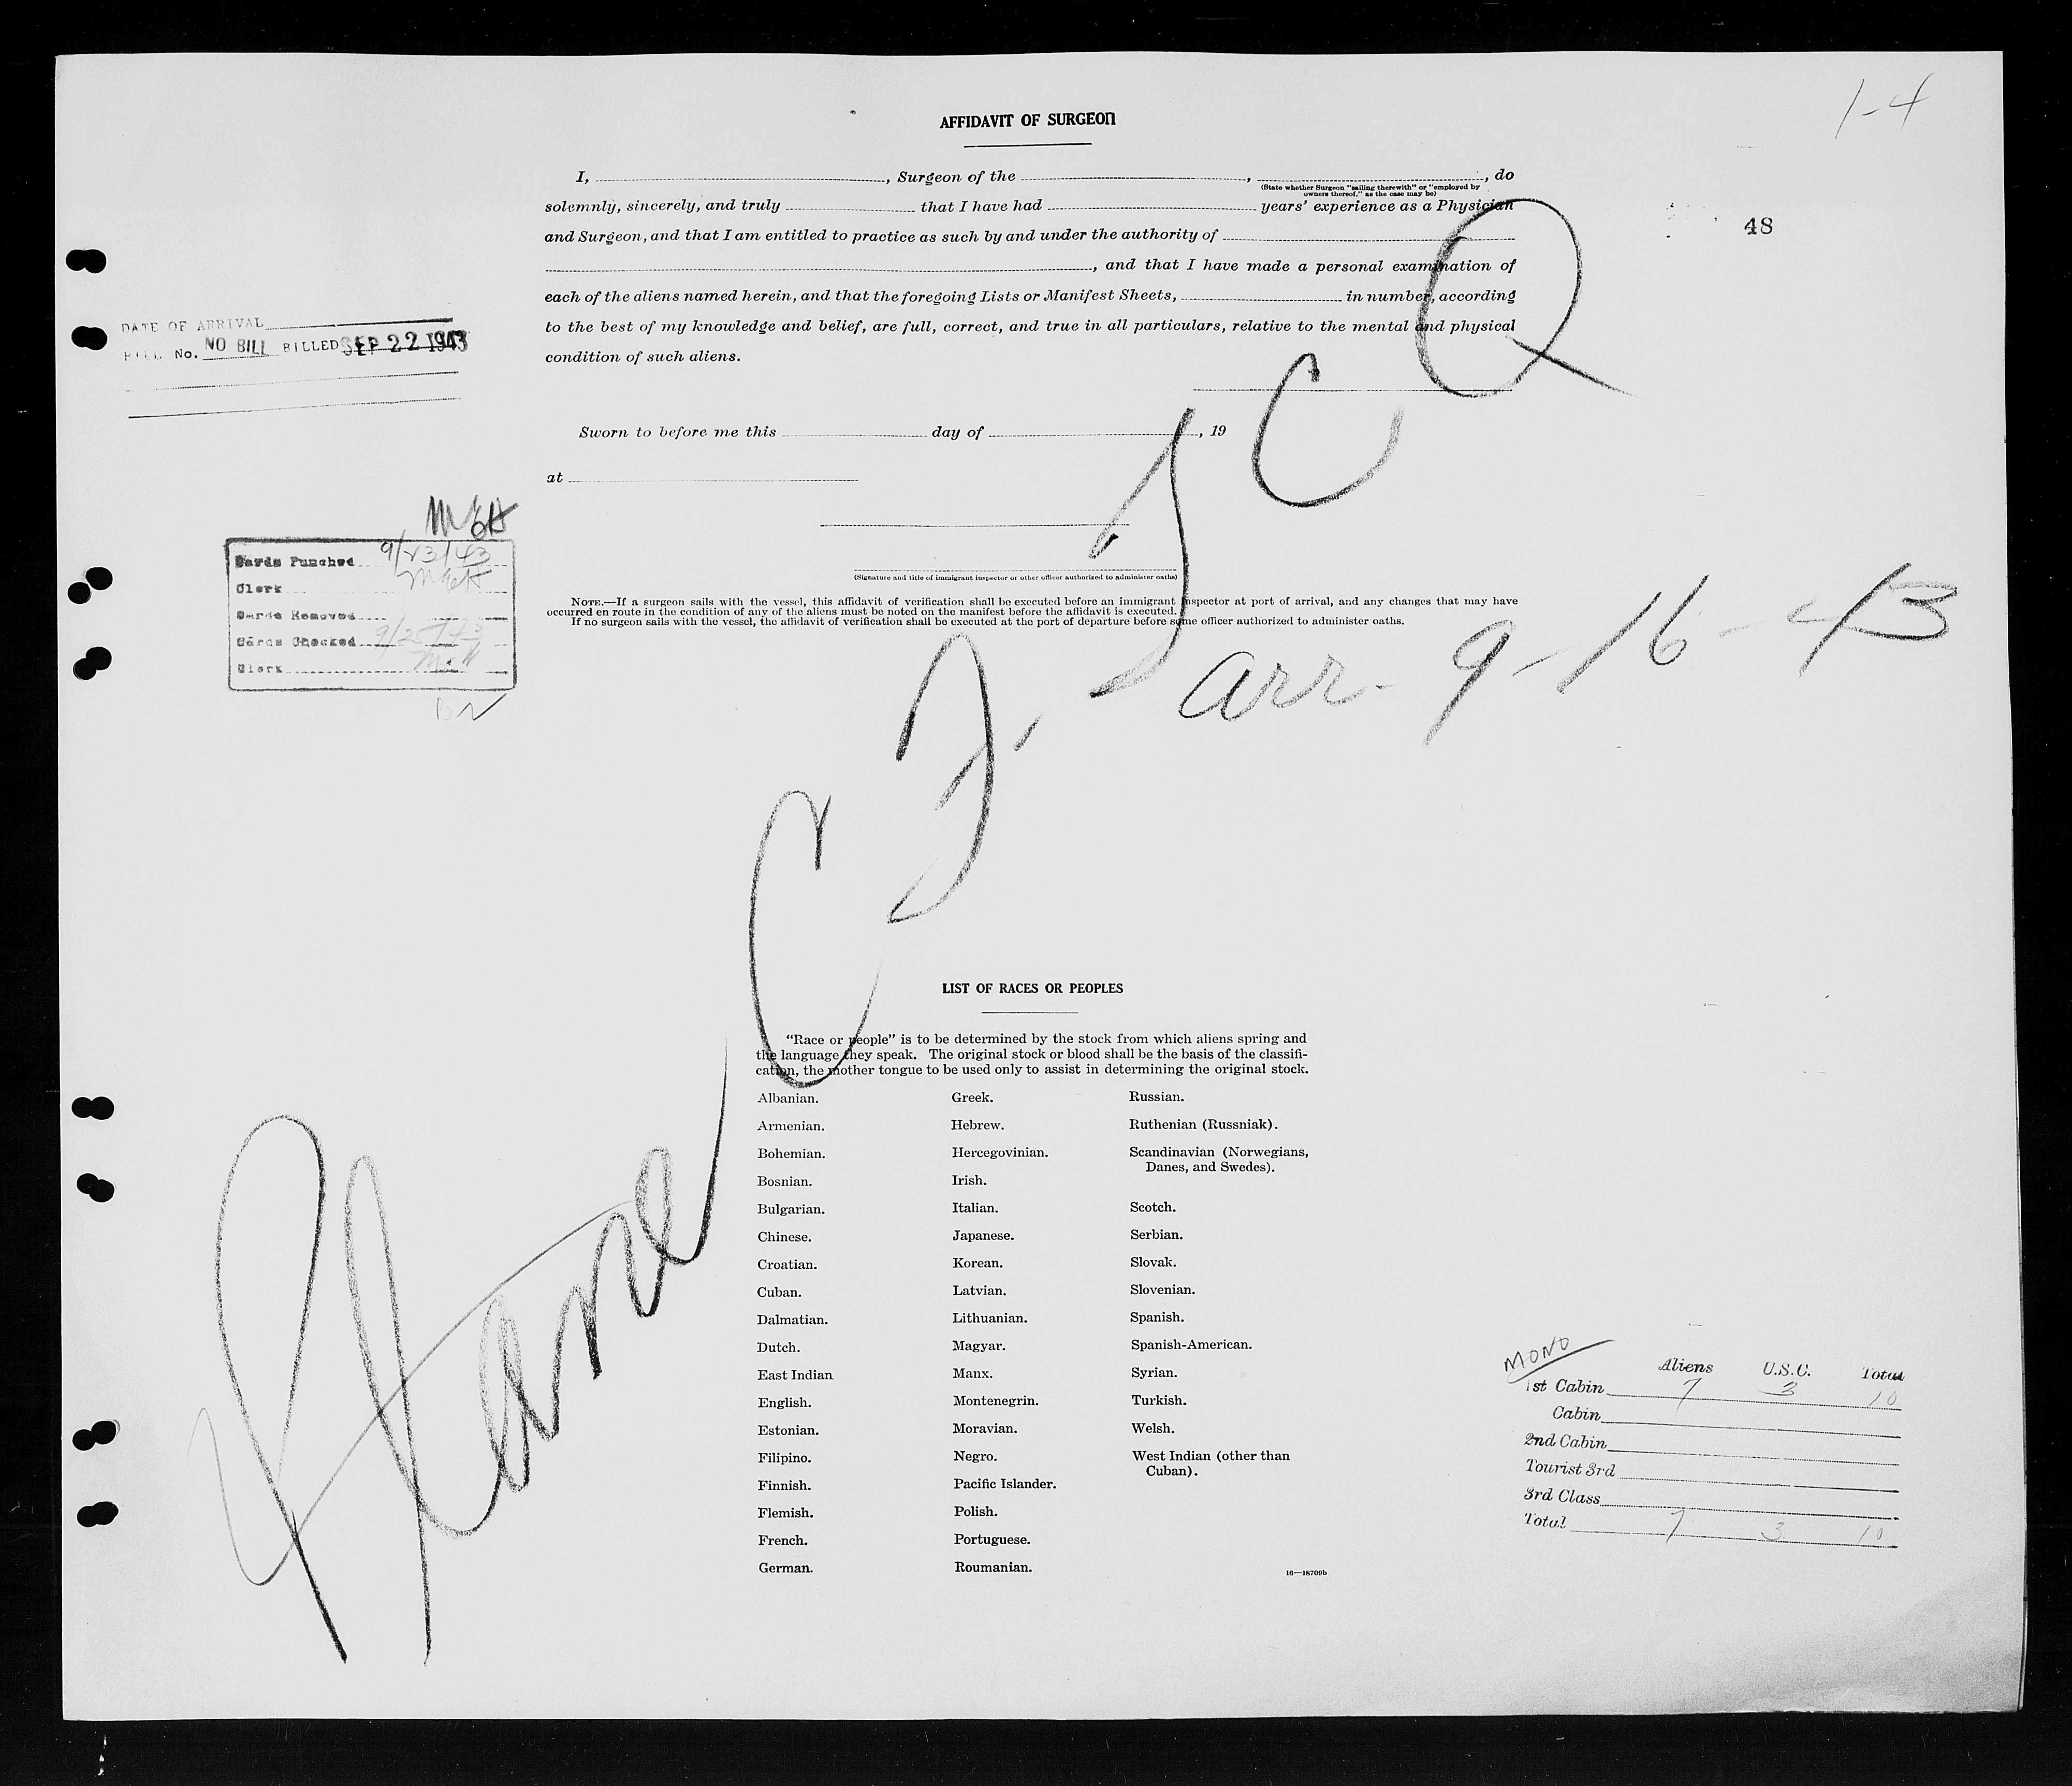 1-4
AFFIDAVIT OF SURGEON
48
I, , Surgeon of the , , do
(State whether Surgeon "sailing therewith" or "employed by
owners thereof," as the case may be)
solemnly, sincerely, and truly that I have had years' experience as a Physician
and Surgeon, and that I am entitled to practice as such by and under the authority of
, and that I have made a personal examination of
each of the aliens named herein, and that the foregoing Lists or Manifest Sheets, in number, according
to the best of my knowledge and belief, are full, correct, and true in all particulars, relative to the mental and physical
condition of such aliens.
DATE OF ARRIVAL
BILL No. NO BILL BILLED SEP 22 1943
Sworn to before me this day of , 19
at
(Signature and title of immigrant inspector or other officer authorized to administer oaths)
NOTE.—If a surgeon sails with the vessel, this affidavit of verification shall be executed before an immigrant inspector at port of arrival, and any changes that may have
occurred en route in the condition of any of the aliens must be noted on the manifest before the affidavit is executed.
If no surgeon sails with the vessel, the affidavit of verification shall be executed at the port of departure before some officer authorized to administer oaths.
MEK
Cards Punched 9/23/43
Clerk MEK
Cards Removed
Cards Checked 9/25/43
Clerk
arr. 9-16-43
Plane CF-JCQ
LIST OF RACES OR PEOPLES
"Race or people" is to be determined by the stock from which aliens spring and
the language they speak. The original stock or blood shall be the basis of the classifi-
cation, the mother tongue to be used only to assist in determining the original stock.
Albanian.
Armenian.
Bohemian.
Bosnian.
Bulgarian.
Chinese.
Croatian.
Cuban.
Dalmatian.
Dutch.
East Indian
English.
Estonian.
Filipino.
Finnish.
Flemish.
French.
German.
Greek.
Hebrew.
Hercegovinian.
Irish.
Italian.
Japanese.
Korean.
Latvian.
Lithuanian.
Magyar.
Manx.
Montenegrin.
Moravian.
Negro.
Pacific Islander.
Polish.
Portuguese.
Roumanian.
Russian.
Ruthenian (Russniak).
Scandinavian (Norwegians,
Danes, and Swedes).
Scotch.
Serbian.
Slovak.
Slovenian.
Spanish.
Spanish-American.
Syrian.
Turkish.
Welsh.
West Indian (other than
Cuban).
16—18709b
MONO
Aliens U.S.C. Total
1st Cabin 7 3 10
Cabin
2nd Cabin
Tourist 3rd
3rd Class
Total 7 3 10